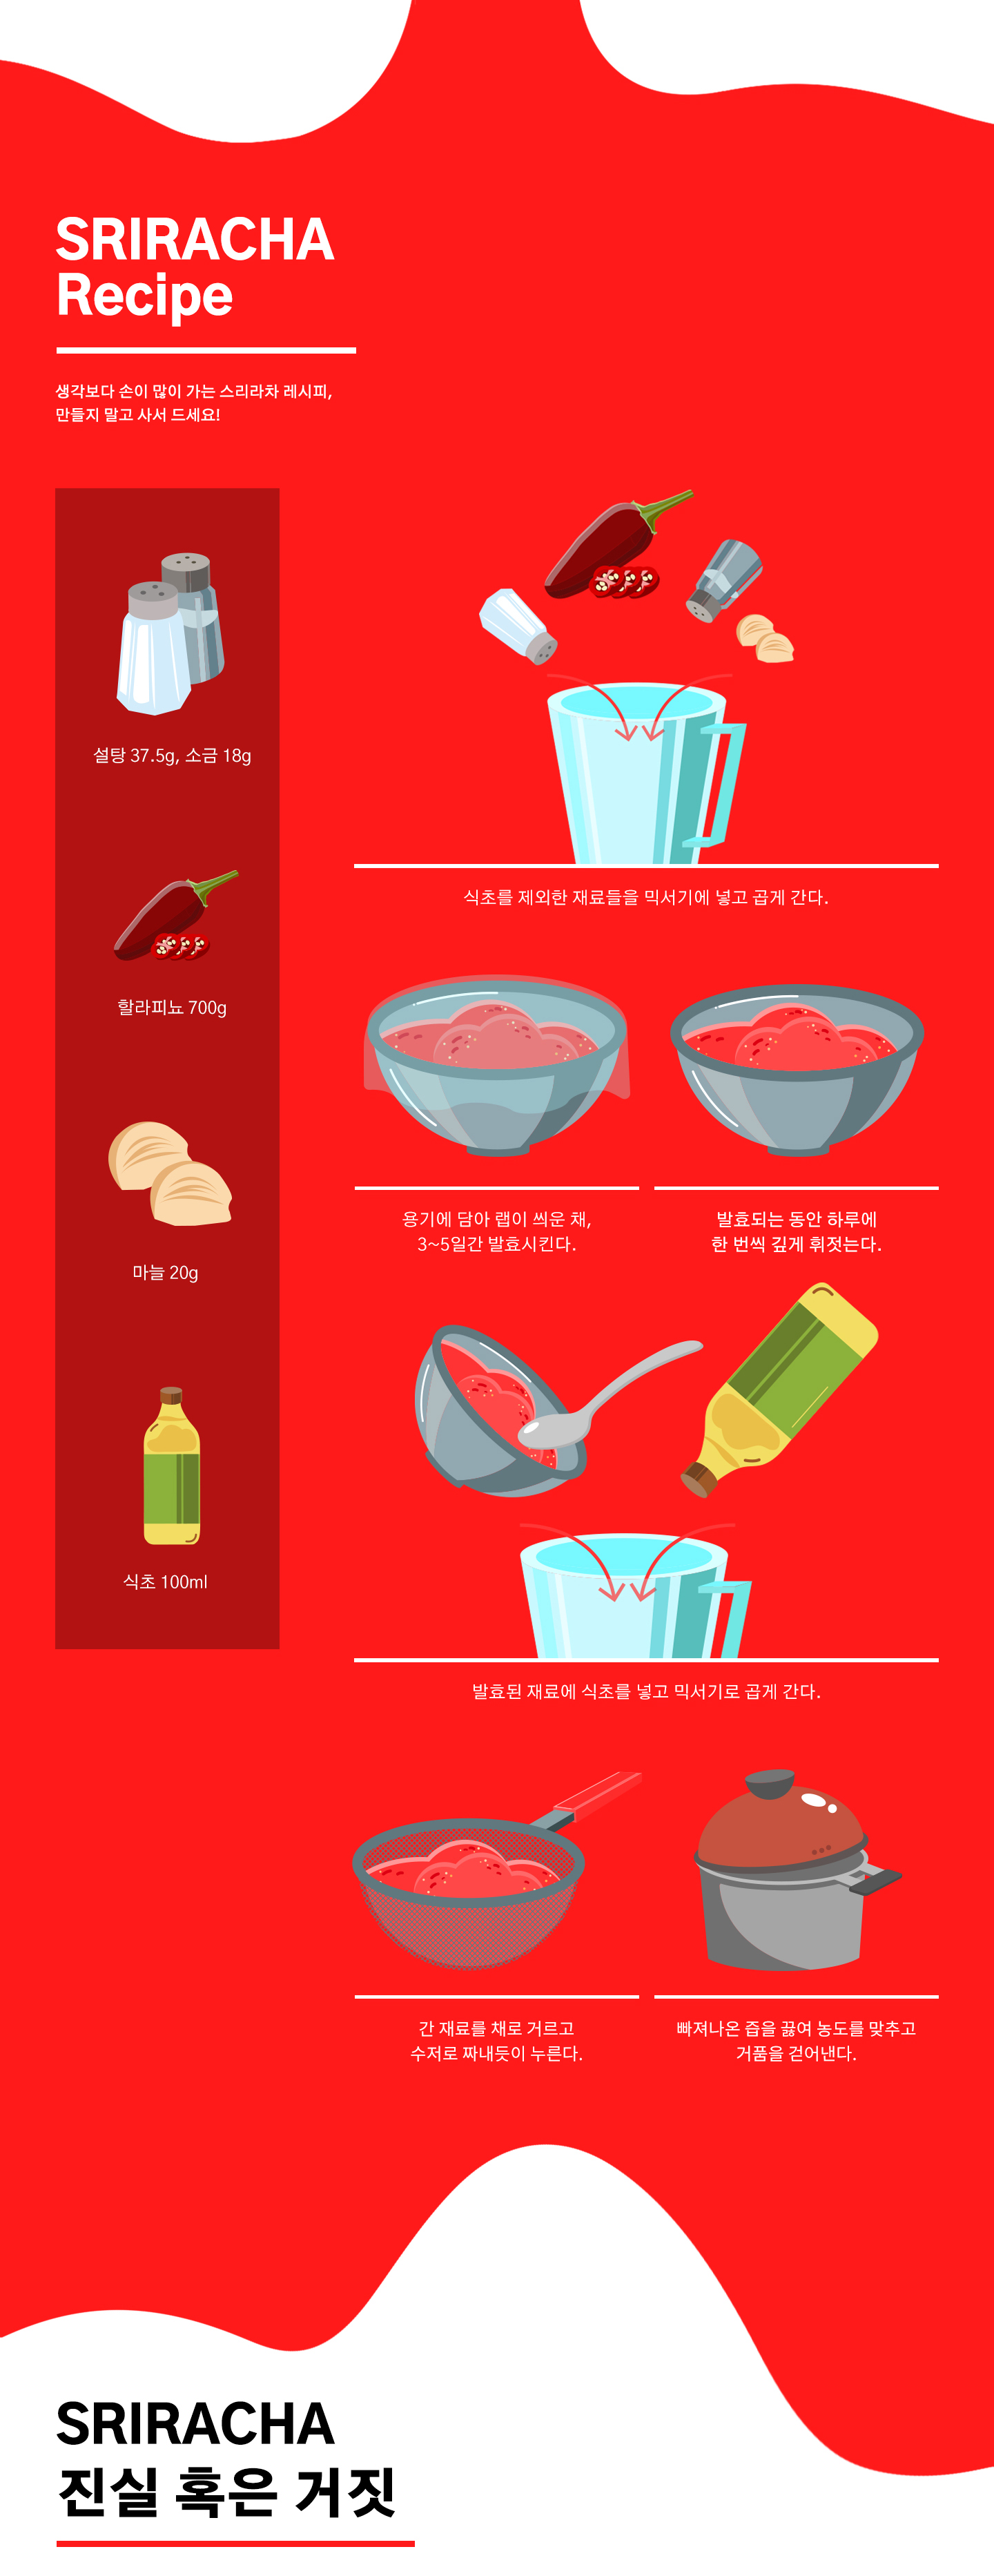 SRIRACHA
Recipe
생각보다 손이 많이 가는 스리라차 레시피,
만들지 말고 사서 드세요!
설탕 37.5g, 소금 18g
할라피뇨 700g
마늘 20g
식초 100ml
식초를 제외한 재료들을 믹서기에 넣고 곱게 간다.
용기에 담아 랩이 씌운 채,
3~5일간 발효시킨다.
발효되는 동안 하루에
한 번씩 깊게 휘젓는다.
발효된 재료에 식초를 넣고 믹서기로 곱게 간다.
간 재료를 채로 거르고
수저로 짜내듯이 누른다.
빠져나온 즙을 끓여 농도를 맞추고
거품을 걷어낸다.
SRIRACHA
진실 혹은 거짓